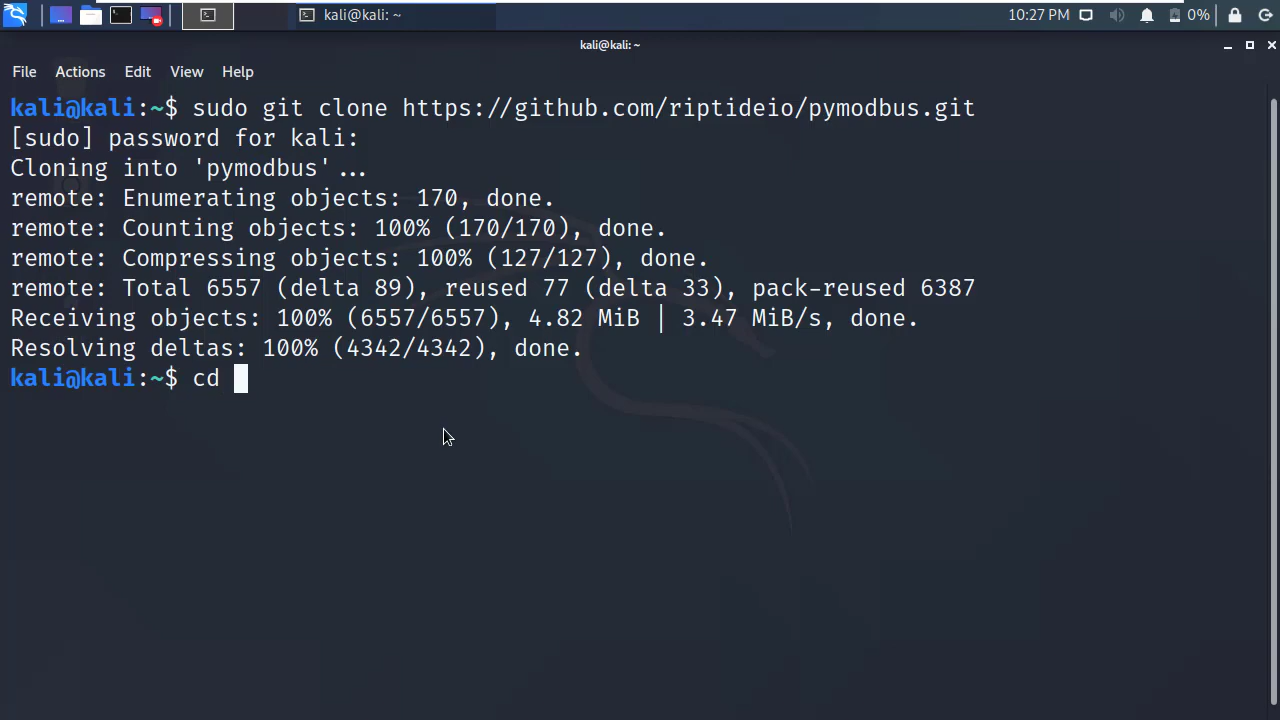 kali@kali: ~
10:27 PM
0%
kali@kali: ~
File Actions Edit View Help
kali@kali:~$ sudo git clone https://github.com/riptideio/pymodbus.git
[sudo] password for kali:
Cloning into 'pymodbus'...
remote: Enumerating objects: 170, done.
remote: Counting objects: 100% (170/170), done.
remote: Compressing objects: 100% (127/127), done.
remote: Total 6557 (delta 89), reused 77 (delta 33), pack-reused 6387
Receiving objects: 100% (6557/6557), 4.82 MiB | 3.47 MiB/s, done.
Resolving deltas: 100% (4342/4342), done.
kali@kali:~$ cd